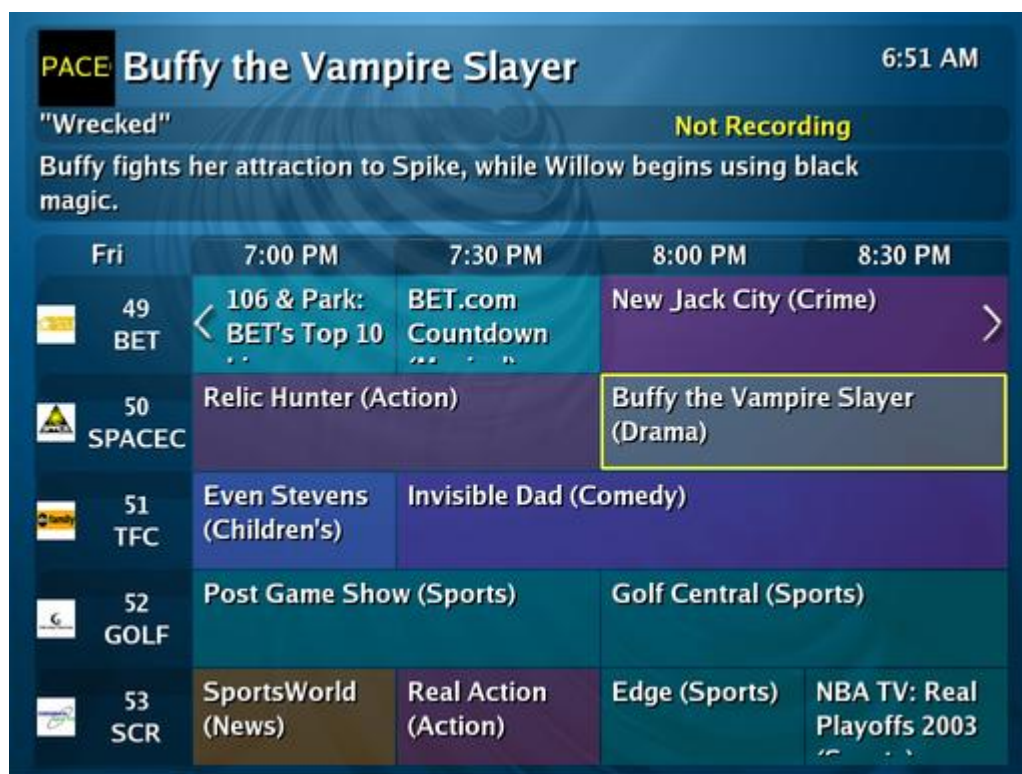 PACE Buffy the Vampire Slayer 6:51 AM
"Wrecked" Not Recording
Buffy fights her attraction to Spike, while Willow begins using black
magic.
Fri 7:00 PM 7:30 PM 8:00 PM 8:30 PM
49
BET
106 & Park:
BET's Top 10
BET.com
Countdown
New Jack City (Crime)
50
SPACEC
Relic Hunter (Action)
Buffy the Vampire Slayer
(Drama)
51
TFC
Even Stevens
(Children's)
Invisible Dad (Comedy)
52
GOLF
Post Game Show (Sports)
Golf Central (Sports)
53
SCR
SportsWorld
(News)
Real Action
(Action)
Edge (Sports)
NBA TV: Real
Playoffs 2003